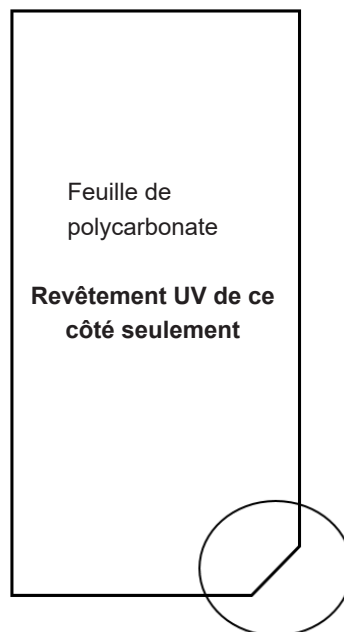 Feuille de
polycarbonate
Revêtement UV de ce
côté seulement